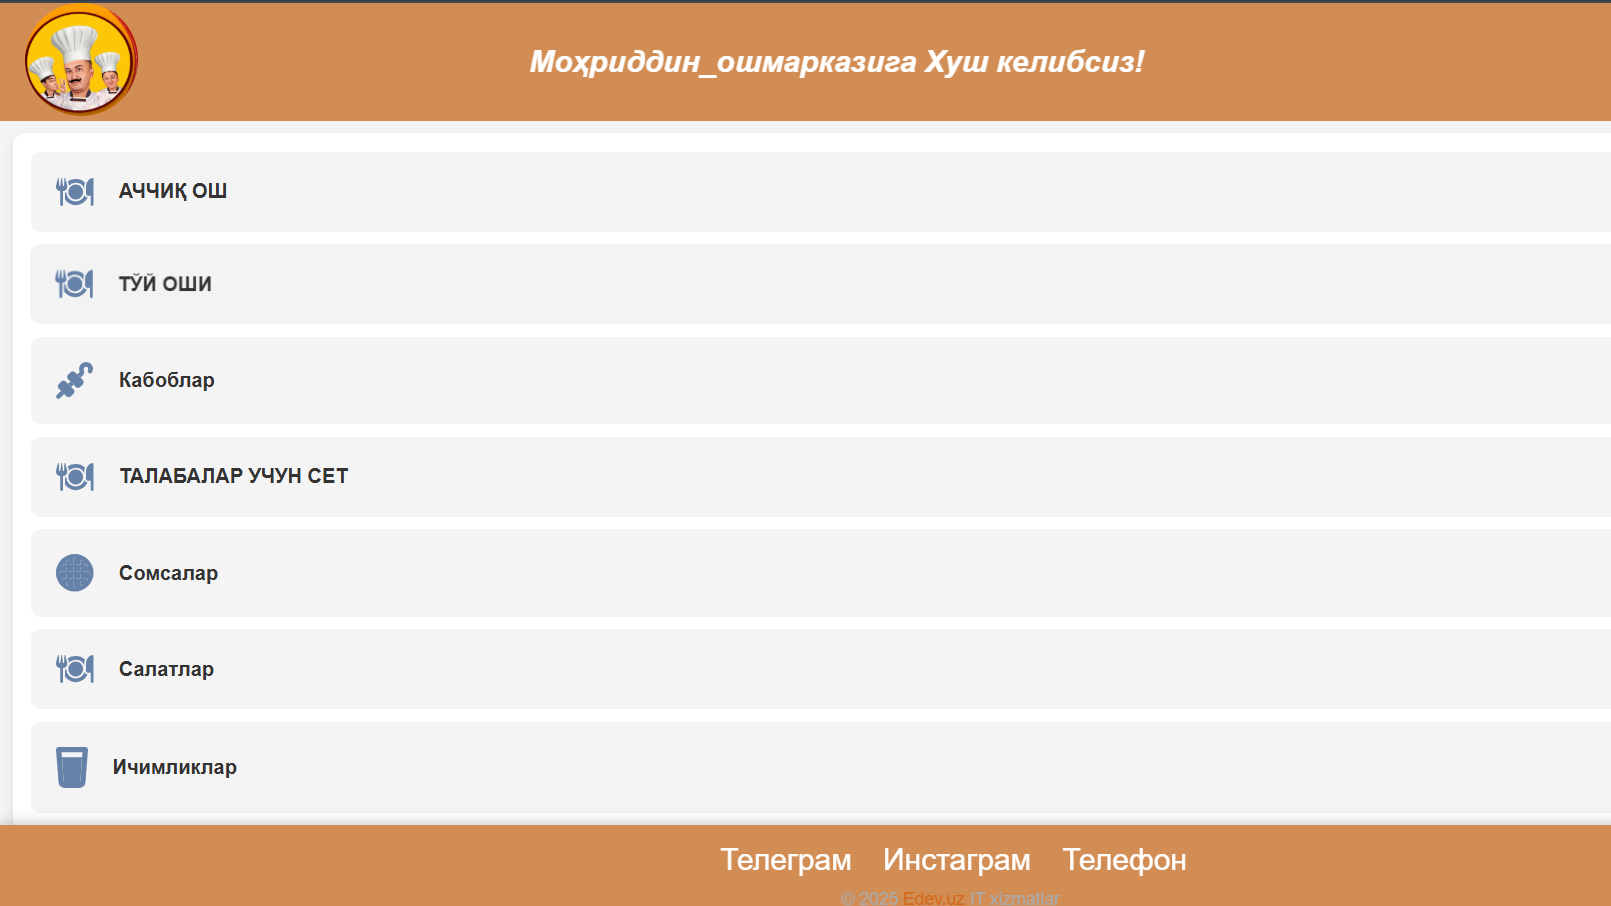 Моҳриддин_ошмарказига Хуш келибсиз!
АЧЧИҚ ОШ
ТЎЙ ОШИ
Кабоблар
ТАЛАБАЛАР УЧУН СЕТ
Сомсалар
Салатлар
Ичимликлар
Телеграм Инстаграм Телефон
© 2025 Edev.uz IT xizmatlar